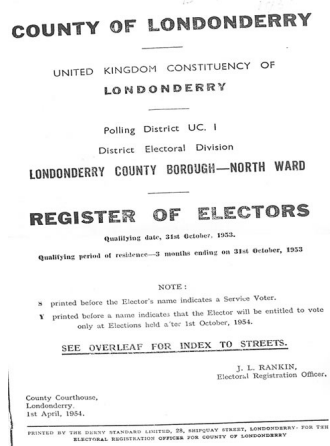 COUNTY OF LONDONDERRY
UNITED KINGDOM CONSTITUENCY OF
LONDONDERRY
Polling District UC. 1
District Electoral Division
LONDONDERRY COUNTY BOROUGH—NORTH WARD
REGISTER OF ELECTORS
Qualifying date, 31st October, 1953.
Qualifying period of residence—3 months ending on 31st October, 1953
NOTE:
S printed before the Elector's name indicates a Service Voter.
Y printed before a name indicates that the Elector will be entitled to vote
only at Elections held a'ter 1st October, 1954.
SEE OVERLEAF FOR INDEX TO STREETS.
J. L. RANKIN,
Electoral Registration Officer.
County Courthouse,
Londonderry.
1st April, 1954.
PRINTED BY THE DERRY STANDARD LIMITED, 28, SHIPQUAY STREET, LONDONDERRY- FOR THE
ELECTORAL REGISTRATION OFFICER FOR COUNTY OF LONDONDERRY